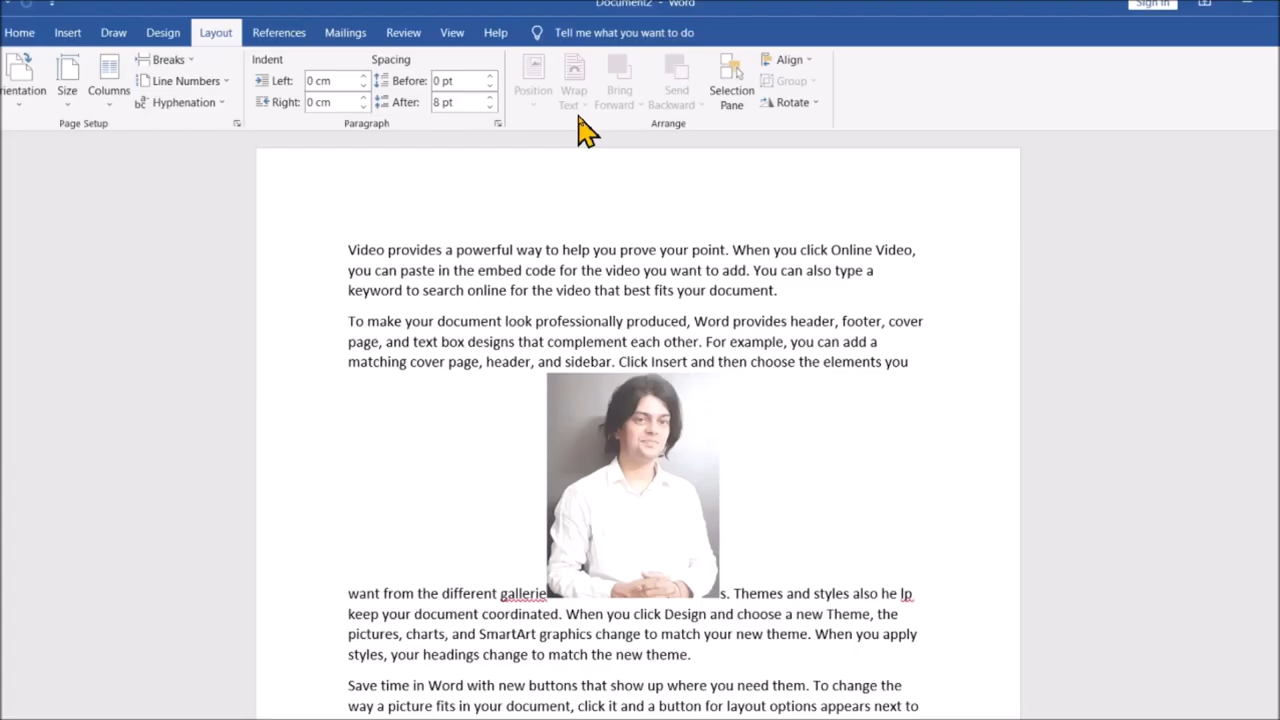 Document2 - Word
Sign in
Home Insert Draw Design Layout References Mailings Review View Help Tell me what you want to do
Breaks
Line Numbers
Hyphenation
rientation
Size
Columns
Page Setup
Indent
Left: 0 cm
Right: 0 cm
Spacing
Before: 0 pt
After: 8 pt
Paragraph
Position
Wrap
Text
Bring
Forward
Send
Backward
Selection
Pane
Align
Group
Rotate
Arrange
Video provides a powerful way to help you prove your point. When you click Online Video,
you can paste in the embed code for the video you want to add. You can also type a
keyword to search online for the video that best fits your document.
To make your document look professionally produced, Word provides header, footer, cover
page, and text box designs that complement each other. For example, you can add a
matching cover page, header, and sidebar. Click Insert and then choose the elements you
want from the different gallerie s. Themes and styles also he lp
keep your document coordinated. When you click Design and choose a new Theme, the
pictures, charts, and SmartArt graphics change to match your new theme. When you apply
styles, your headings change to match the new theme.
Save time in Word with new buttons that show up where you need them. To change the
way a picture fits in your document, click it and a button for layout options appears next to